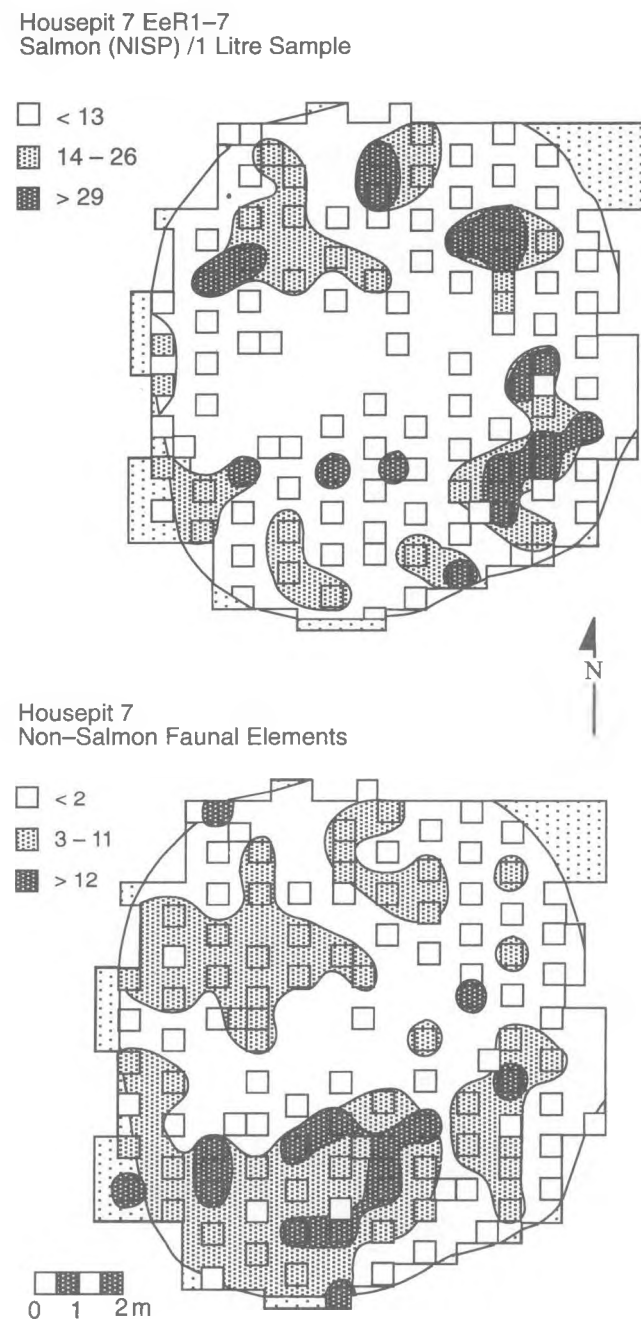 Housepit 7 EeR1–7
Salmon (NISP) /1 Litre Sample
< 13
14 – 26
> 29
N
Housepit 7
Non–Salmon Faunal Elements
< 2
3 – 11
> 12
0 1 2m